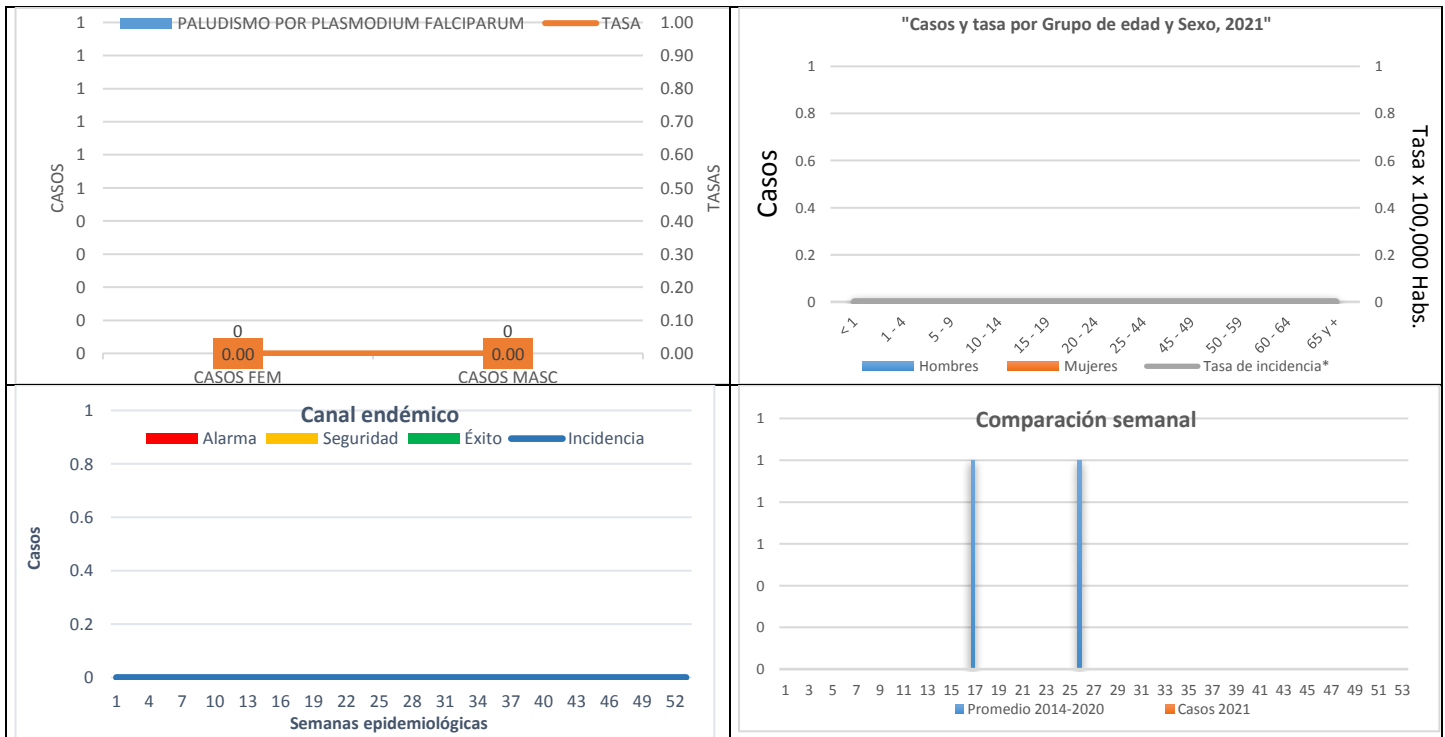 PALUDISMO POR PLASMODIUM FALCIPARUM TASA
1 1.00
1 0.90
1 0.80
1 0.70
1 0.60
1 0.50
0 0.40
0 0.30
0 0.20
0 0.10
0 0.00
CASOS
TASAS
0 0
0.00 0.00
CASOS FEM CASOS MASC
"Casos y tasa por Grupo de edad y Sexo, 2021"
1 1
0.8 0.8
0.6 0.6
0.4 0.4
0.2 0.2
0 0
Casos
Tasa x 100,000 Habs.
< 1 1 - 4 5 - 9 10 - 14 15 - 19 20 - 24 25 - 44 45 - 49 50 - 59 60 - 64 65 y +
Hombres Mujeres Tasa de incidencia*
Canal endémico
Alarma Seguridad Éxito Incidencia
1
0.8
0.6
0.4
0.2
0
Casos
1 4 7 10 13 16 19 22 25 28 31 34 37 40 43 46 49 52
Semanas epidemiológicas
Comparación semanal
1
1
1
1
0
0
0
1 3 5 7 9 11 13 15 17 19 21 23 25 27 29 31 33 35 37 39 41 43 45 47 49 51 53
Promedio 2014-2020 Casos 2021